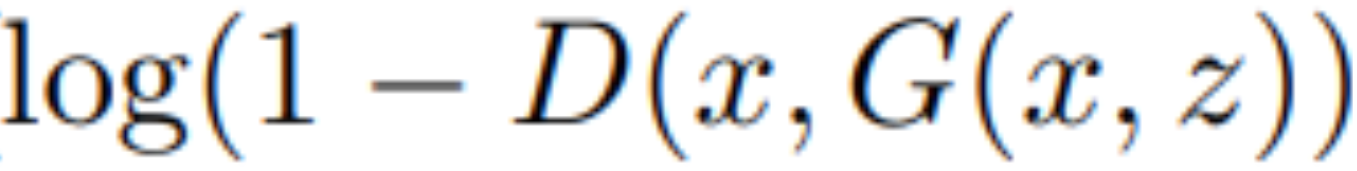 log(1 − D(x, G(x, z))